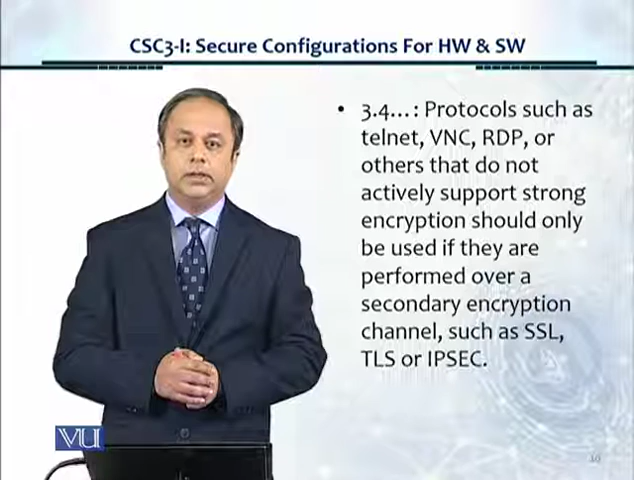 CSC3-I: Secure Configurations For HW & SW
• 3.4…: Protocols such as
telnet, VNC, RDP, or
others that do not
actively support strong
encryption should only
be used if they are
performed over a
secondary encryption
channel, such as SSL,
TLS or IPSEC.
VU